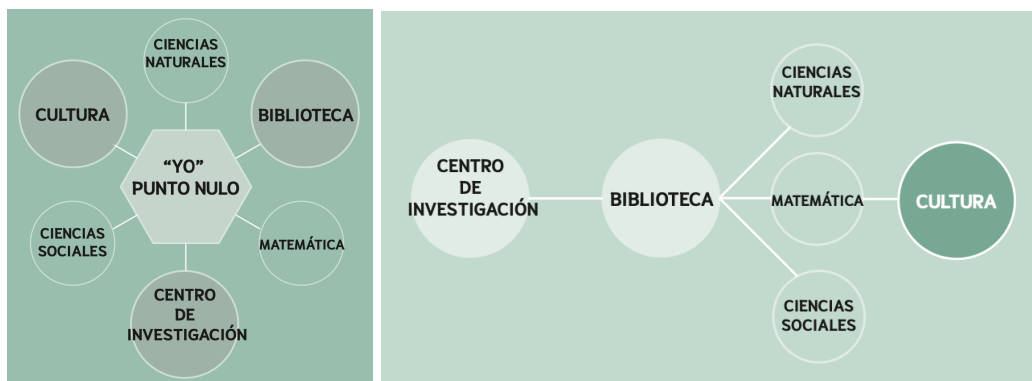 CIENCIAS
NATURALES
CULTURA
BIBLIOTECA
“YO”
PUNTO NULO
CIENCIAS
SOCIALES
MATEMÁTICA
CENTRO
DE
INVESTIGACIÓN
CENTRO
DE
INVESTIGACIÓN
BIBLIOTECA
CIENCIAS
NATURALES
MATEMÁTICA
CIENCIAS
SOCIALES
CULTURA